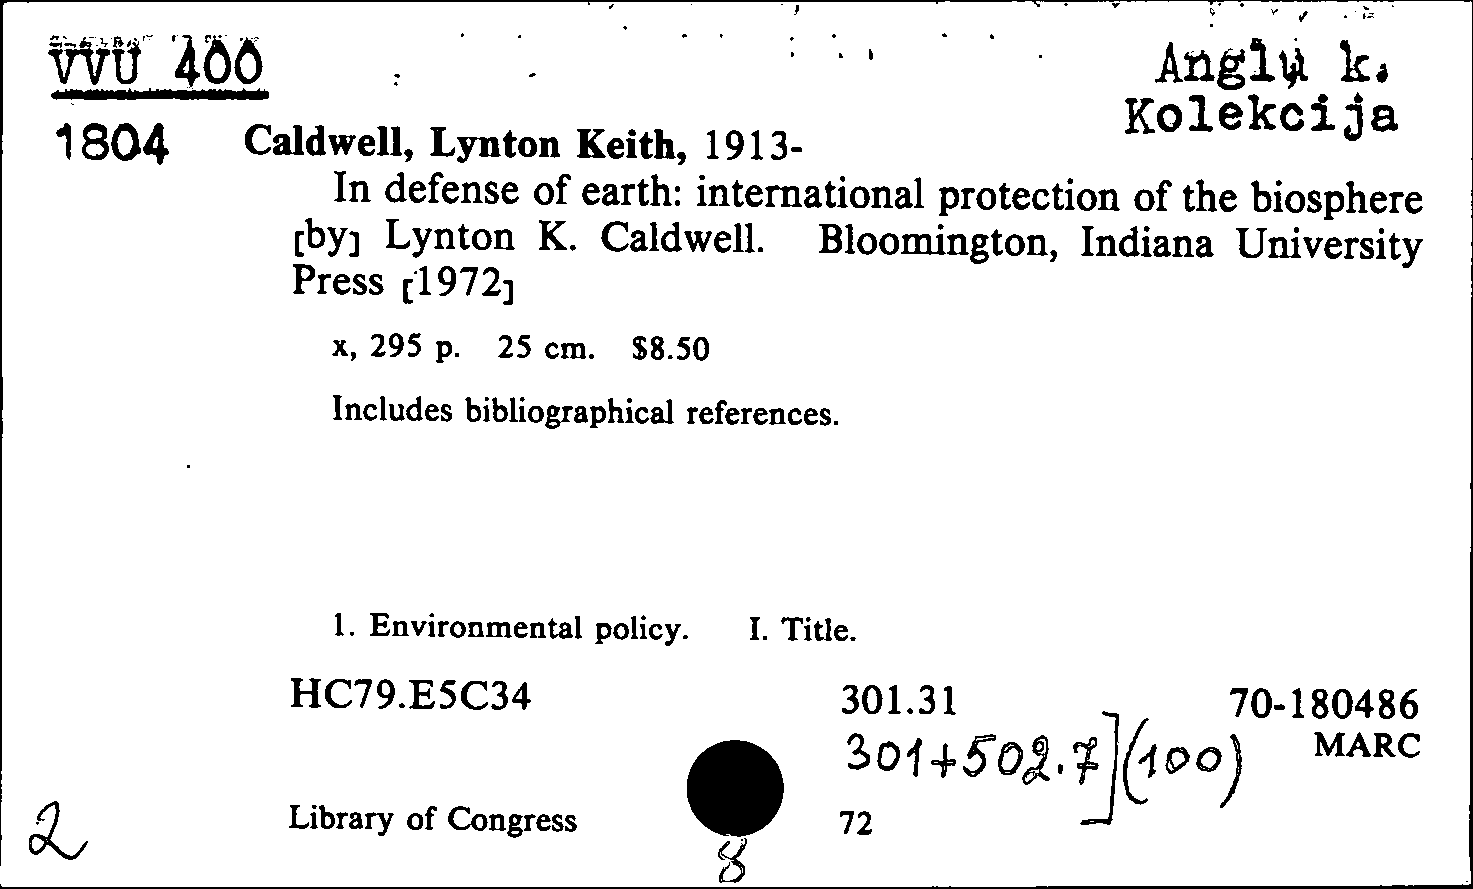 VVU 400
Anglų k.
Kolekcija
1804 Caldwell, Lynton Keith, 1913-
In defense of earth: international protection of the biosphere
[by] Lynton K. Caldwell. Bloomington, Indiana University
Press [1972]
x, 295 p. 25 cm. $8.50
Includes bibliographical references.
1. Environmental policy. I. Title.
HC79.E5C34 301.31 70-180486
301+502.7](100) MARC
Library of Congress 72
2
8